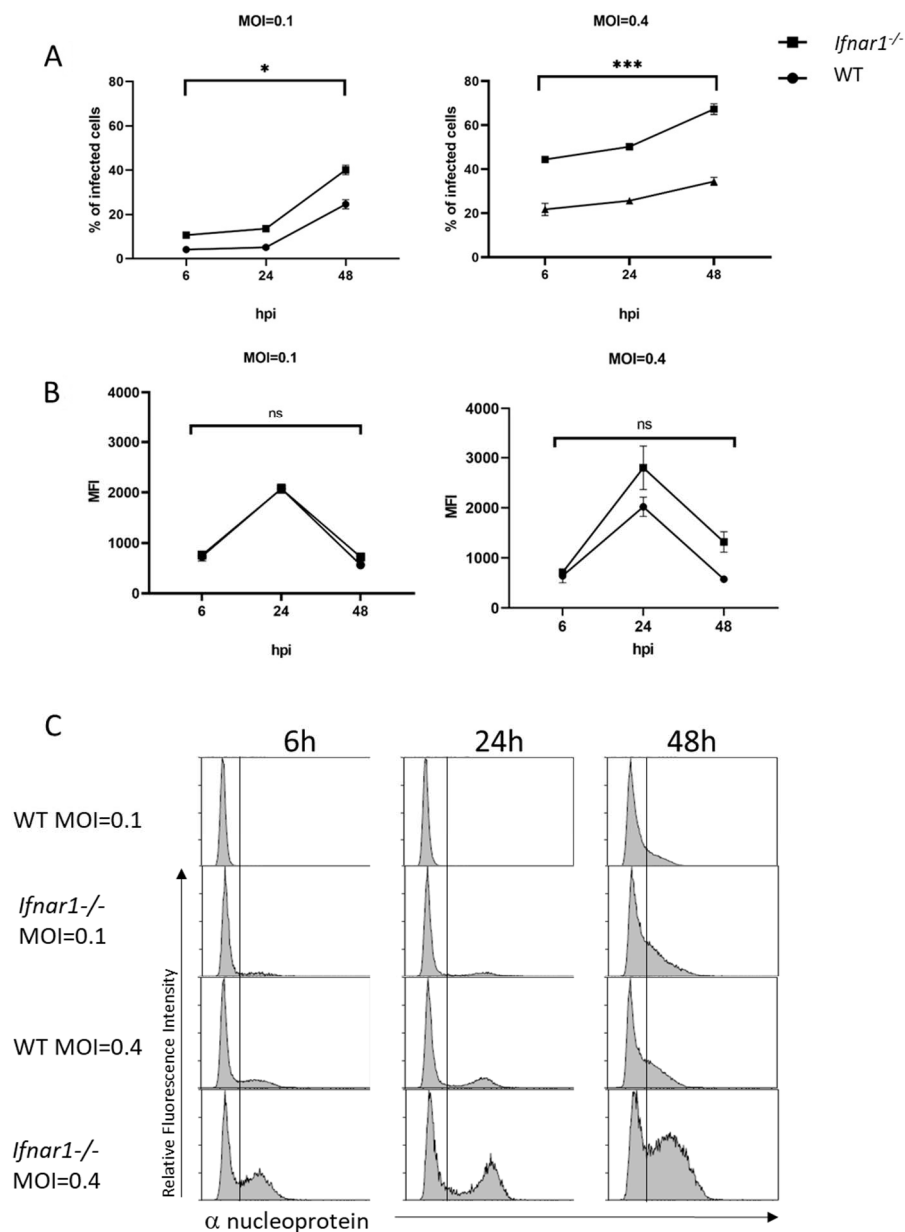 MOI=0.1
MOI=0.4
Ifnar1-/-
WT
A
*
***
% of infected cells
80
60
40
20
0
6
24
48
hpi
% of infected cells
80
60
40
20
0
6
24
48
hpi
B
MOI=0.1
MOI=0.4
ns
ns
MFI
4000
3000
2000
1000
0
6
24
48
hpi
MFI
4000
3000
2000
1000
0
6
24
48
hpi
C
6h
24h
48h
WT MOI=0.1
Ifnar1-/-
MOI=0.1
WT MOI=0.4
Ifnar1-/-
MOI=0.4
Relative Fluorescence Intensity
α nucleoprotein